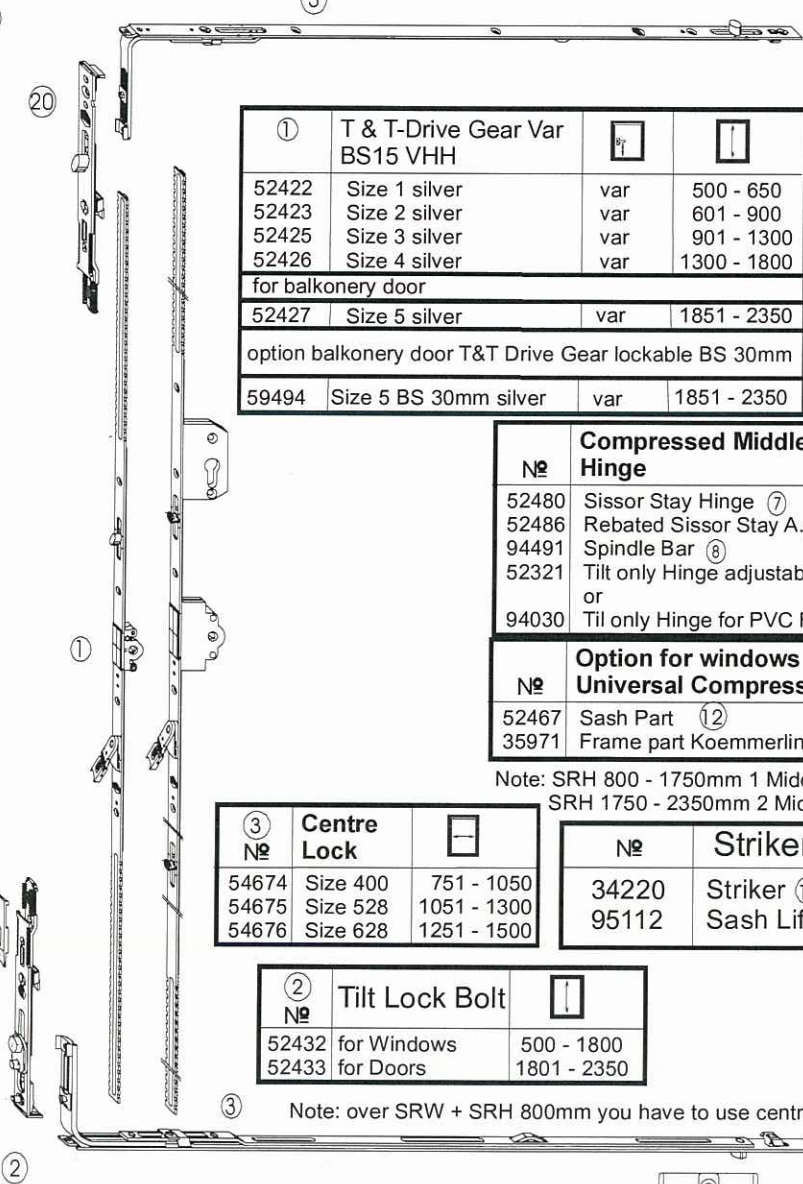 ⑳
① T & T-Drive Gear Var
BS15 VHH
52422 Size 1 silver var 500 - 650
52423 Size 2 silver var 601 - 900
52425 Size 3 silver var 901 - 1300
52426 Size 4 silver var 1300 - 1800
for balkonery door
52427 Size 5 silver var 1851 - 2350
option balkonery door T&T Drive Gear lockable BS 30mm
59494 Size 5 BS 30mm silver var 1851 - 2350
Compressed Middle
№ Hinge
52480 Sissor Stay Hinge ⑦
52486 Rebated Sissor Stay A.
94491 Spindle Bar ⑧
52321 Tilt only Hinge adjustab
or
94030 Til only Hinge for PVC
①
Option for windows
№ Universal Compress
52467 Sash Part ⑫
35971 Frame part Koemmerlin
Note: SRH 800 - 1750mm 1 Midd
SRH 1750 - 2350mm 2 Mid
③ Centre
№ Lock
54674 Size 400 751 - 1050
54675 Size 528 1051 - 1300
54676 Size 628 1251 - 1500
№ Striker
34220 Striker
95112 Sash Lif
② Tilt Lock Bolt
№
52432 for Windows 500 - 1800
52433 for Doors 1801 - 2350
③ Note: over SRW + SRH 800mm you have to use centr
②